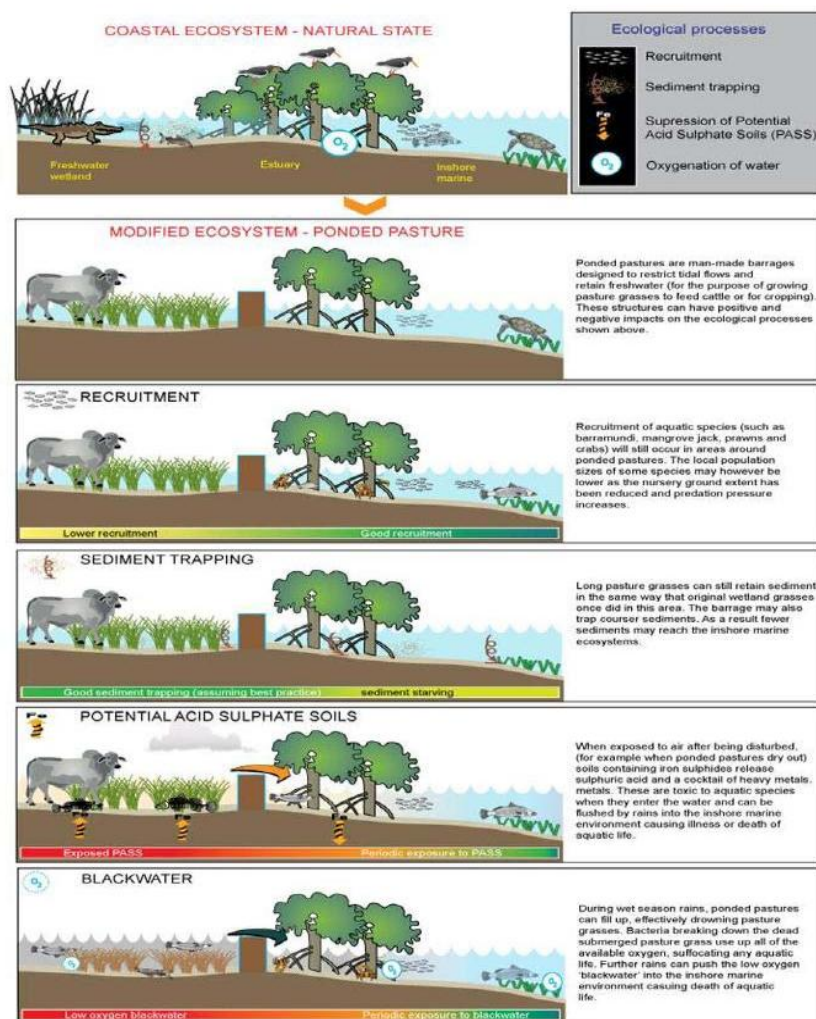 COASTAL ECOSYSTEM - NATURAL STATE
Freshwater
wetland
Estuary
O₂
Inshore
marine
Ecological processes
Recruitment
Sediment trapping
Fe
Supression of Potential
Acid Sulphate Soils (PASS)
O₂
Oxygenation of water
MODIFIED ECOSYSTEM - PONDED PASTURE
Ponded pastures are man-made barrages
designed to restrict tidal flows and
retain freshwater (for the purpose of growing
pasture grasses to feed cattle or for cropping).
These structures can have positive and
negative impacts on the ecological processes
shown above.
RECRUITMENT
Lower recruitment
Good recruitment
Recruitment of aquatic species (such as
barramundi, mangrove jack, prawns and
crabs) will still occur in areas around
ponded pastures. The local population
sizes of some species may however be
lower as the nursery ground extent has
been reduced and predation pressure
increases.
SEDIMENT TRAPPING
Good sediment trapping (assuming best practice)
sediment starving
Long pasture grasses can still retain sediment
in the same way that original wetland grasses
once did in this area. The barrage may also
trap courser sediments. As a result fewer
sediments may reach the inshore marine
ecosystems.
Fe
POTENTIAL ACID SULPHATE SOILS
Fe
Fe
Fe
Exposed PASS
Periodic exposure to PASS
When exposed to air after being disturbed,
(for example when ponded pastures dry out)
soils containing iron sulphides release
sulphuric acid and a cocktail of heavy metals.
metals. These are toxic to aquatic species
when they enter the water and can be
flushed by rains into the inshore marine
environment causing illness or death of
aquatic life.
O₂
BLACKWATER
O₂
O₂
O₂
O₂
Low oxygen blackwater
Periodic exposure to blackwater
During wet season rains, ponded pastures
can fill up, effectively drowning pasture
grasses. Bacteria breaking down the dead
submerged pasture grass use up all of the
available oxygen, suffocating any aquatic
life. Further rains can push the low oxygen
'blackwater' into the inshore marine
environment casuing death of aquatic
life.